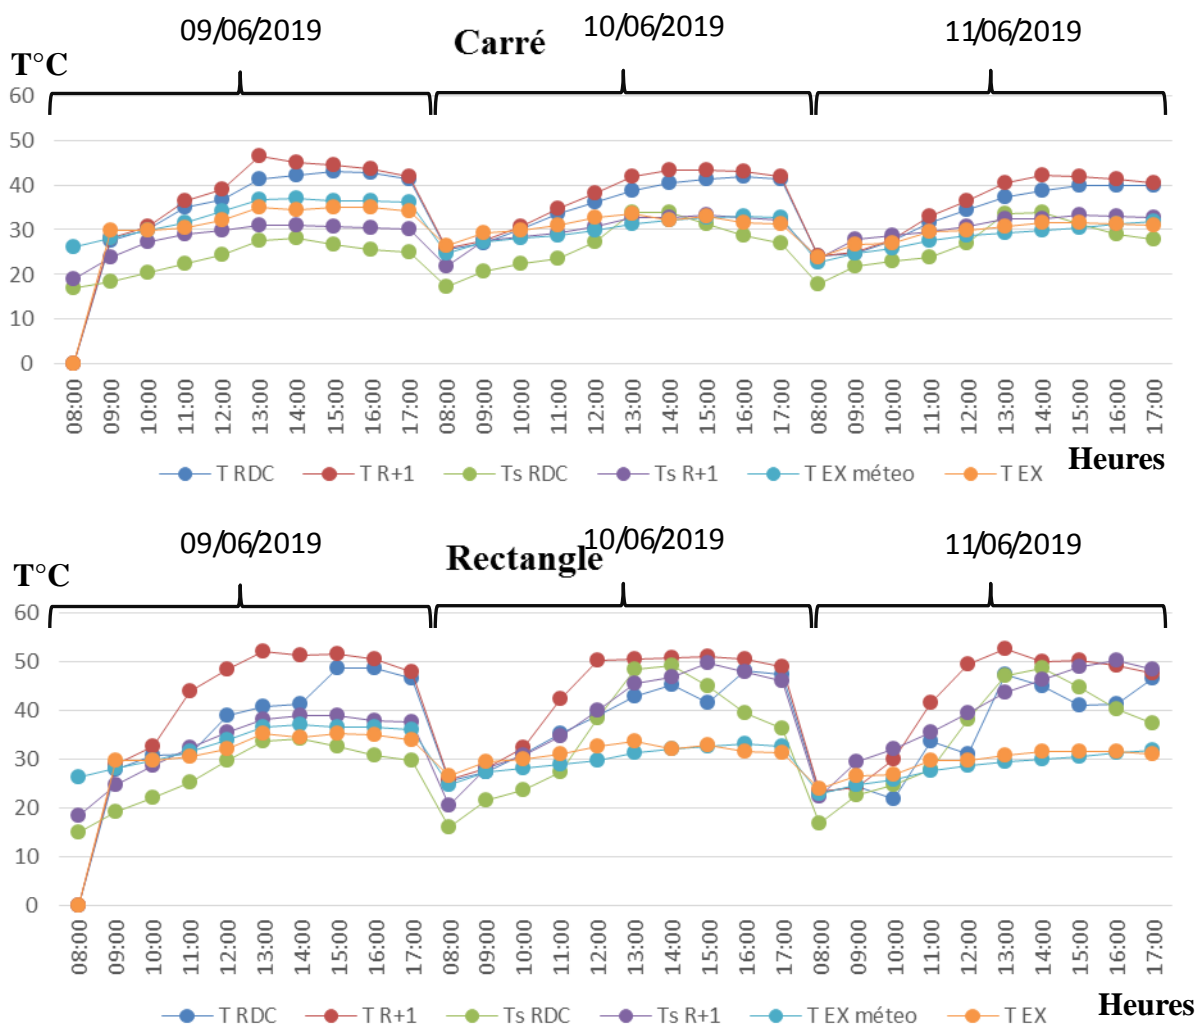 09/06/2019 10/06/2019 11/06/2019
Carré
T°C
60
50
40
30
20
10
0
08:00 09:00 10:00 11:00 12:00 13:00 14:00 15:00 16:00 17:00 08:00 09:00 10:00 11:00 12:00 13:00 14:00 15:00 16:00 17:00 08:00 09:00 10:00 11:00 12:00 13:00 14:00 15:00 16:00 17:00
Heures
T RDC T R+1 Ts RDC Ts R+1 T EX méteo T EX
09/06/2019 10/06/2019 11/06/2019
Rectangle
T°C
60
50
40
30
20
10
0
08:00 09:00 10:00 11:00 12:00 13:00 14:00 15:00 16:00 17:00 08:00 09:00 10:00 11:00 12:00 13:00 14:00 15:00 16:00 17:00 08:00 09:00 10:00 11:00 12:00 13:00 14:00 15:00 16:00 17:00
T RDC T R+1 Ts RDC Ts R+1 T EX méteo T EX
Heures